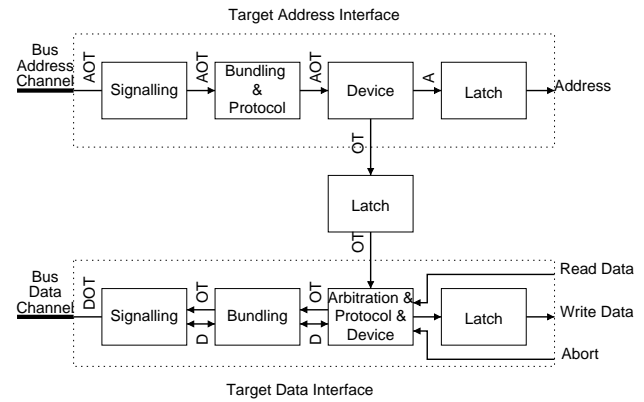 Target Address Interface
Bus
Address
Channel
AOT
Signalling
AOT
Bundling
&
Protocol
AOT
Device
A
Latch
Address
OT
Latch
OT
Bus
Data
Channel
DOT
Signalling
OT
D
Bundling
OT
D
Arbitration &
Protocol &
Device
Latch
Read Data
Write Data
Abort
Target Data Interface